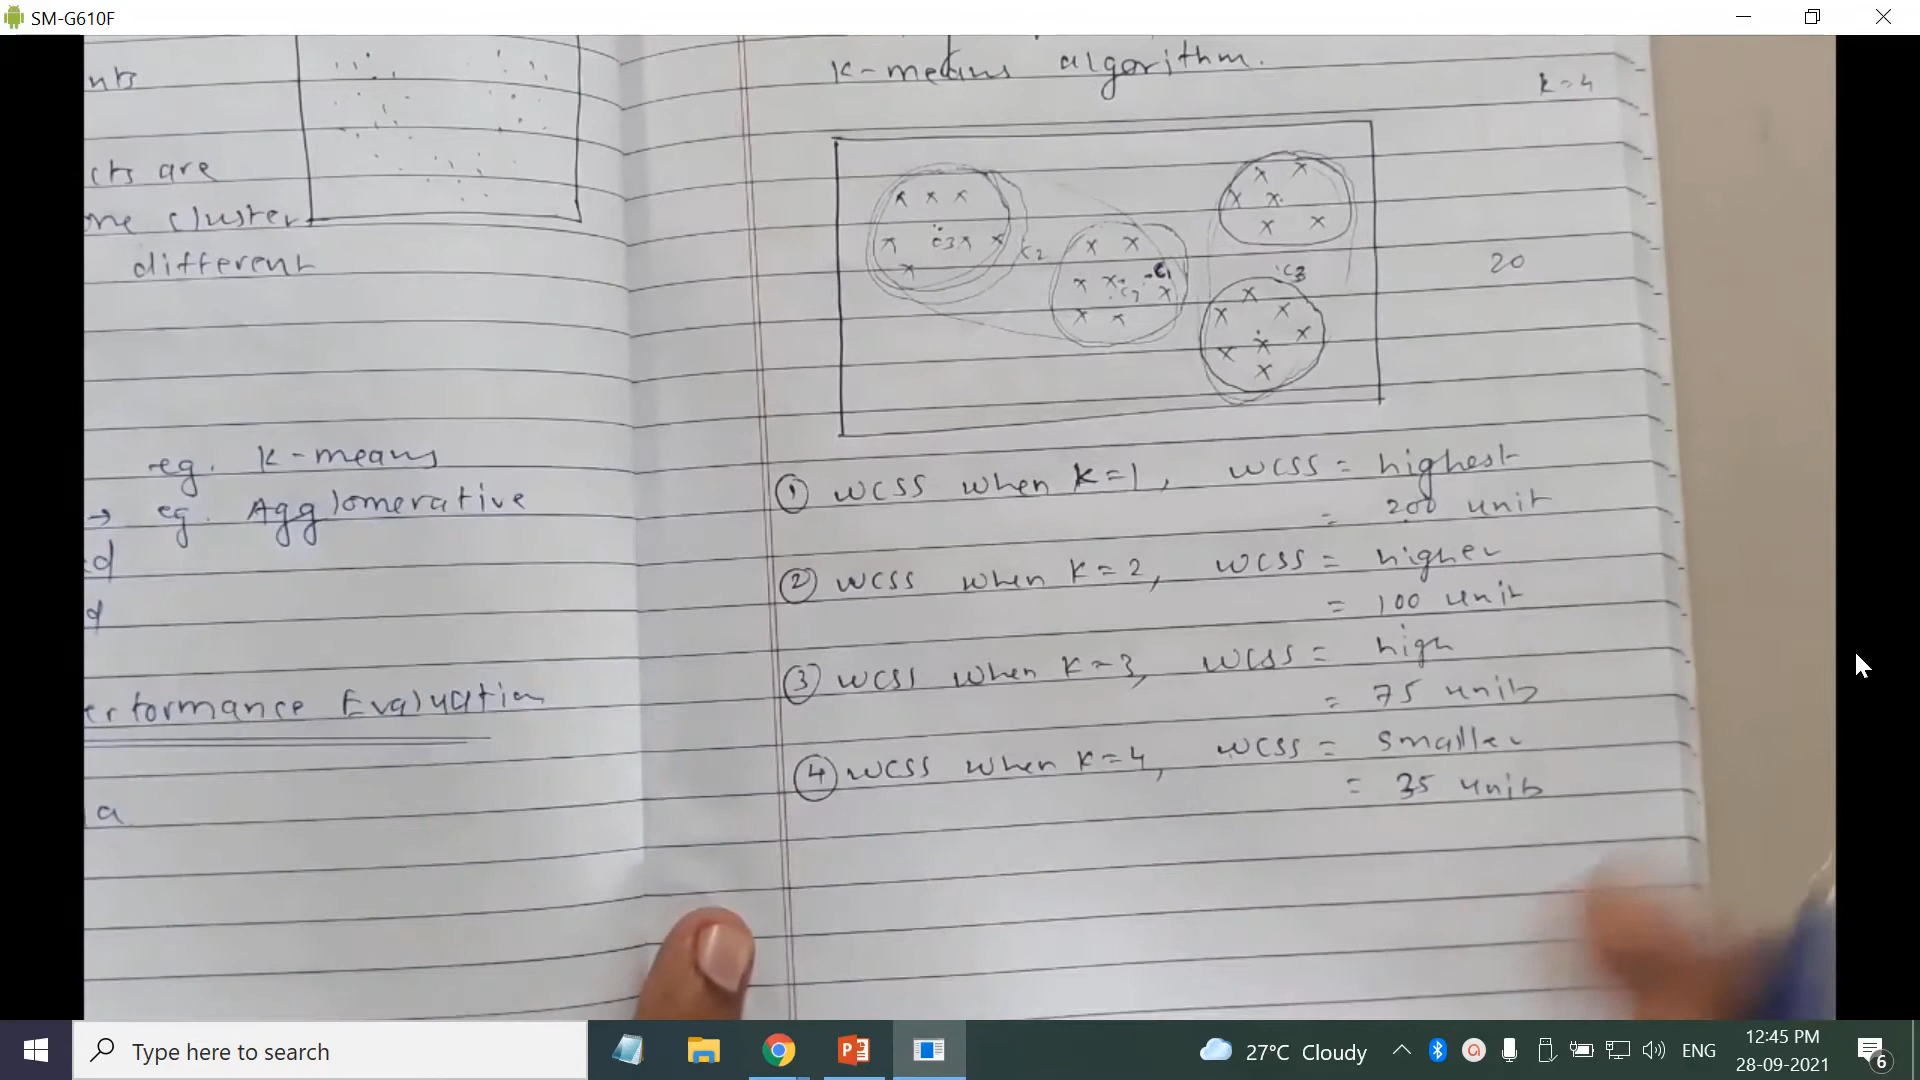 SM-G610F
nts
cts are
one cluster
different
eg. K-means
→ eg. Agglomerative
d
d
erformance Evaluation
a
K-means algorithm.
k=4
c3
k2
c1
c2
c3
20
① WCSS when K=1, WCSS = highest
= 200 unit
② WCSS when K=2, WCSS = higher
= 100 unit
③ WCSS when K=3, WCSS = high
= 75 units
④ WCSS when K=4, WCSS = smaller
= 35 units
Type here to search
27°C Cloudy
ENG
12:45 PM
28-09-2021
6